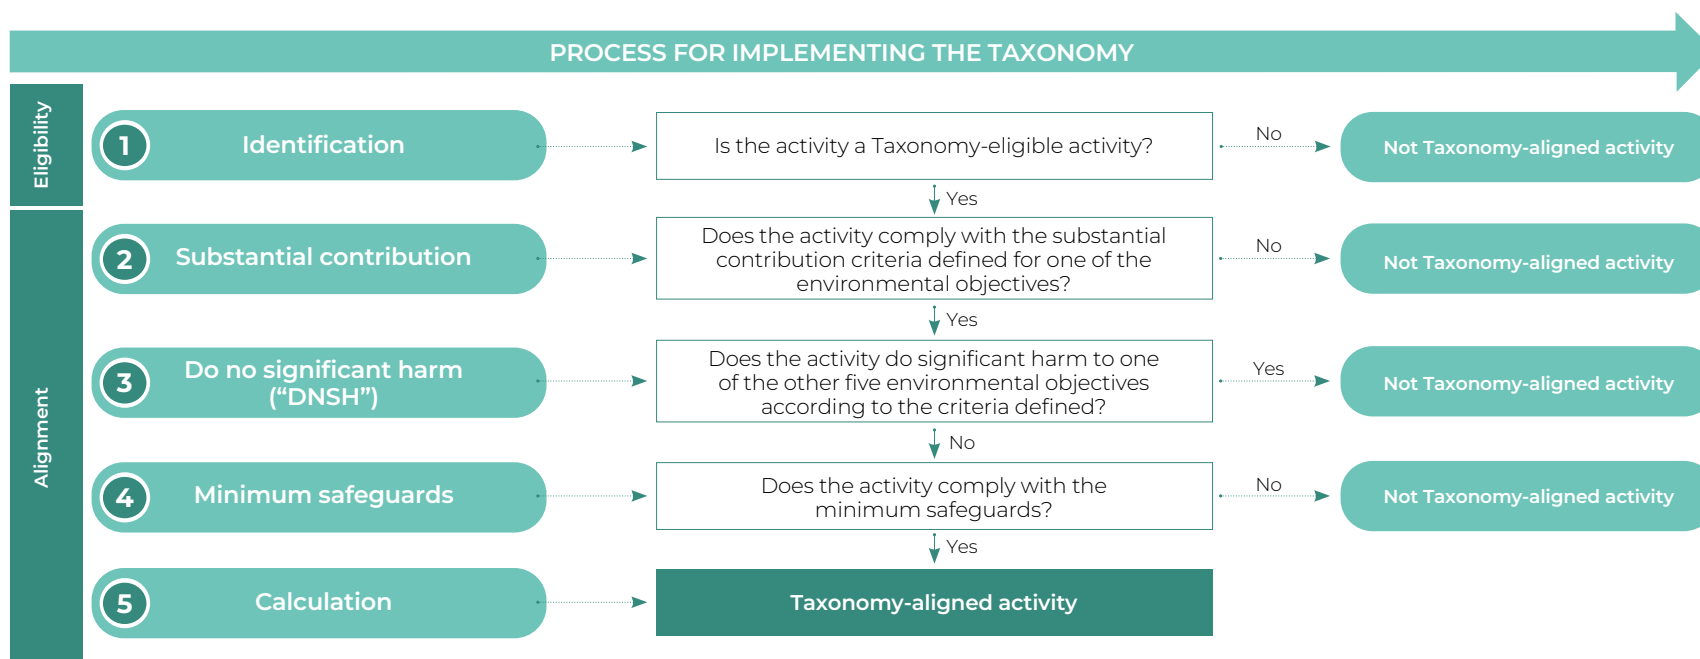 PROCESS FOR IMPLEMENTING THE TAXONOMY
Eligibility
1
Identification
Is the activity a Taxonomy-eligible activity?
No
Not Taxonomy-aligned activity
Yes
Alignment
2
Substantial contribution
Does the activity comply with the substantial
contribution criteria defined for one of the
environmental objectives?
No
Not Taxonomy-aligned activity
Yes
3
Do no significant harm
(“DNSH”)
Does the activity do significant harm to one
of the other five environmental objectives
according to the criteria defined?
Yes
Not Taxonomy-aligned activity
No
4
Minimum safeguards
Does the activity comply with the
minimum safeguards?
No
Not Taxonomy-aligned activity
Yes
5
Calculation
Taxonomy-aligned activity